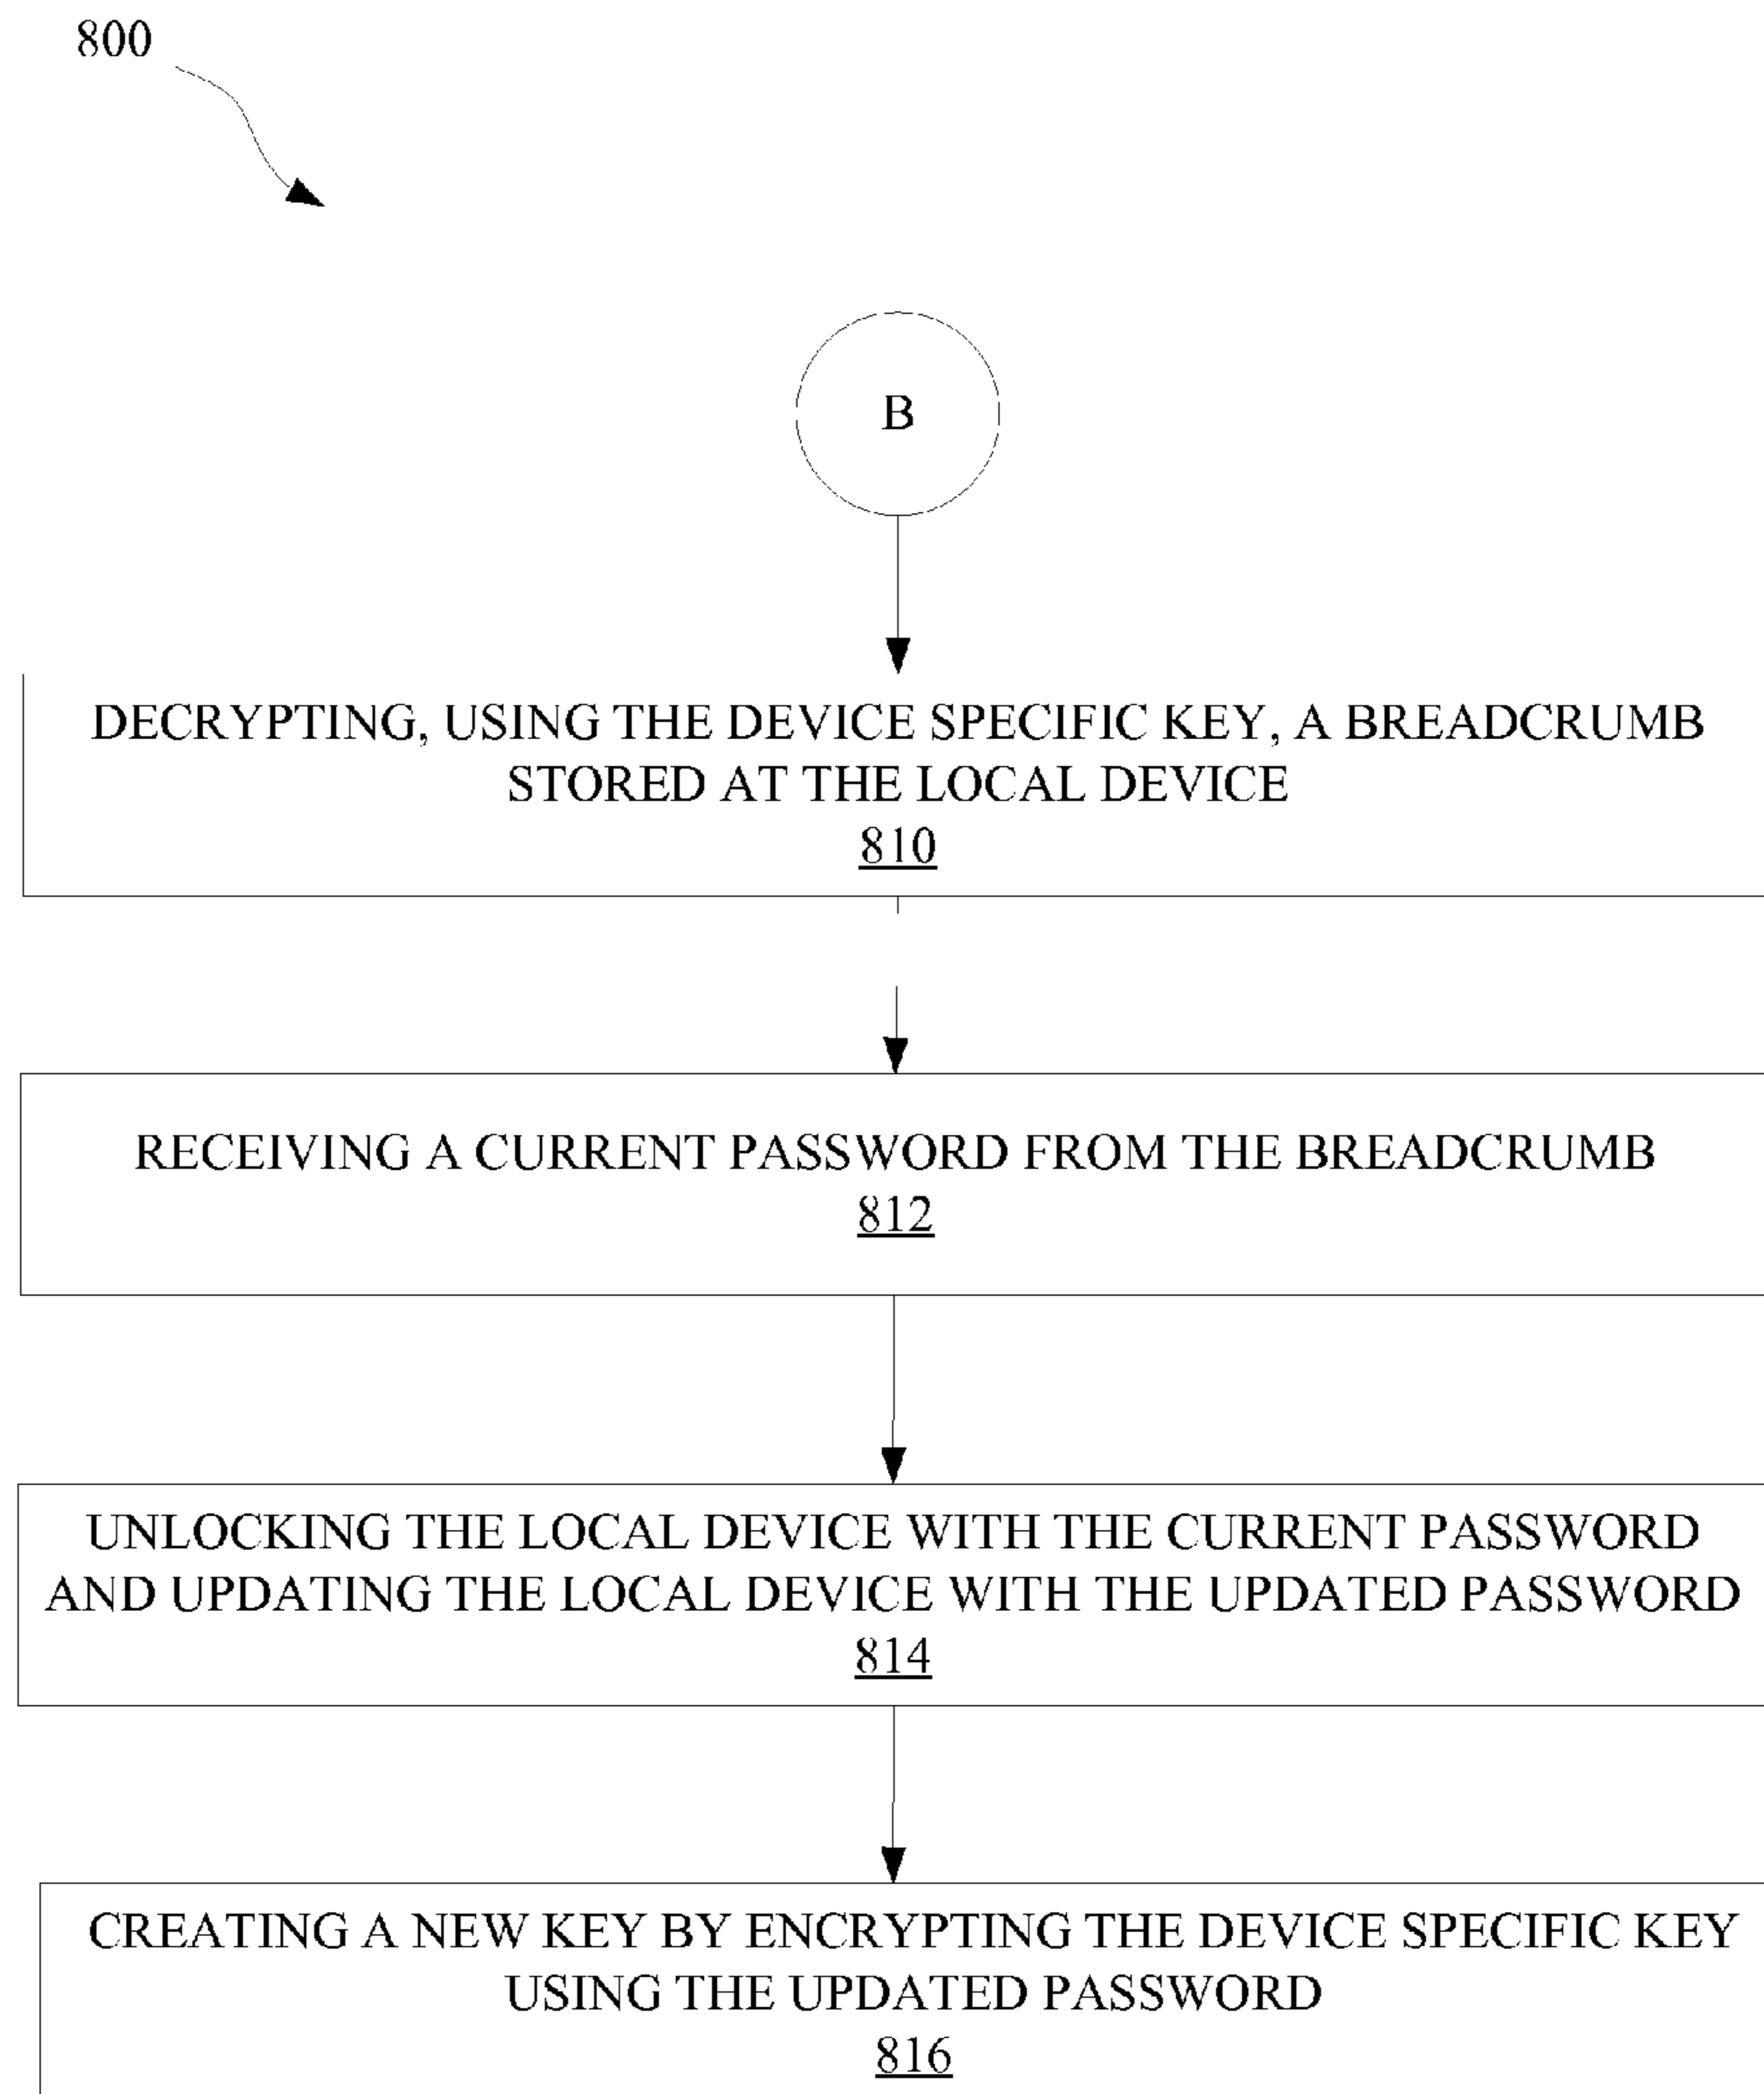 800
B
DECRYPTING, USING THE DEVICE SPECIFIC KEY, A BREADCRUMB
STORED AT THE LOCAL DEVICE
810
RECEIVING A CURRENT PASSWORD FROM THE BREADCRUMB
812
UNLOCKING THE LOCAL DEVICE WITH THE CURRENT PASSWORD
AND UPDATING THE LOCAL DEVICE WITH THE UPDATED PASSWORD
814
CREATING A NEW KEY BY ENCRYPTING THE DEVICE SPECIFIC KEY
USING THE UPDATED PASSWORD
816